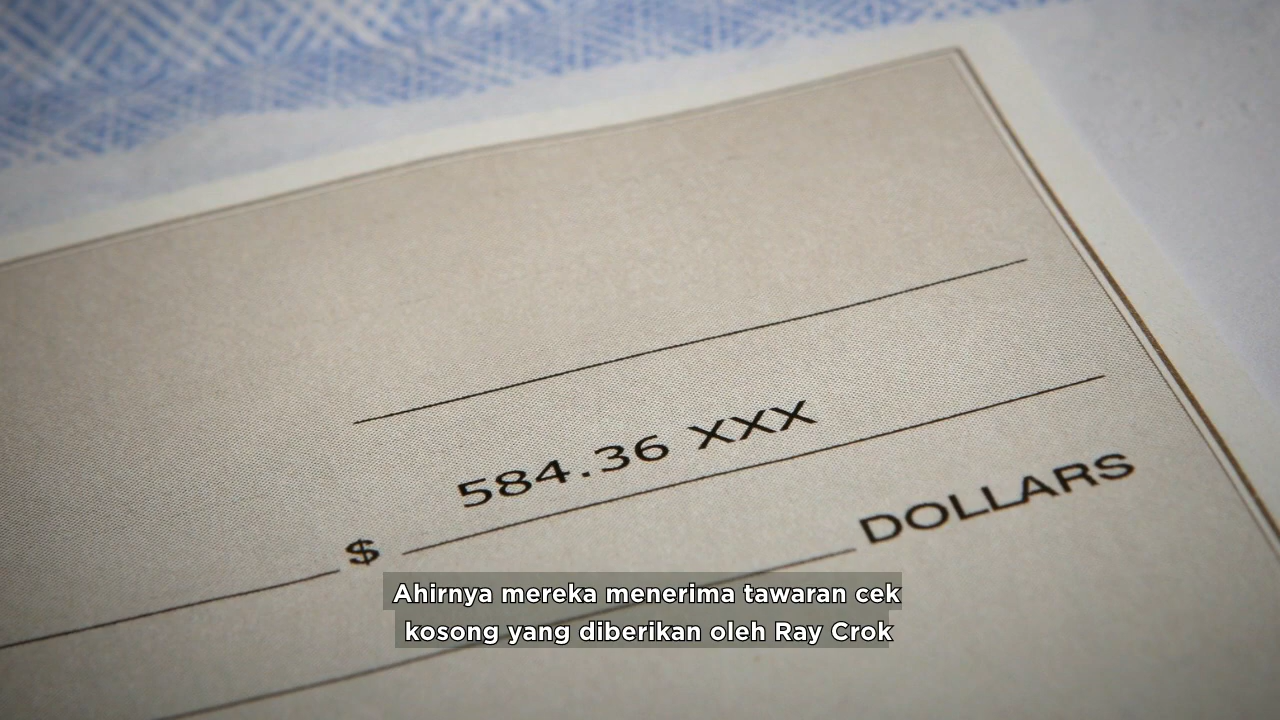 584.36 XXX
$
DOLLARS
Ahirnya mereka menerima tawaran cek
kosong yang diberikan oleh Ray Crok